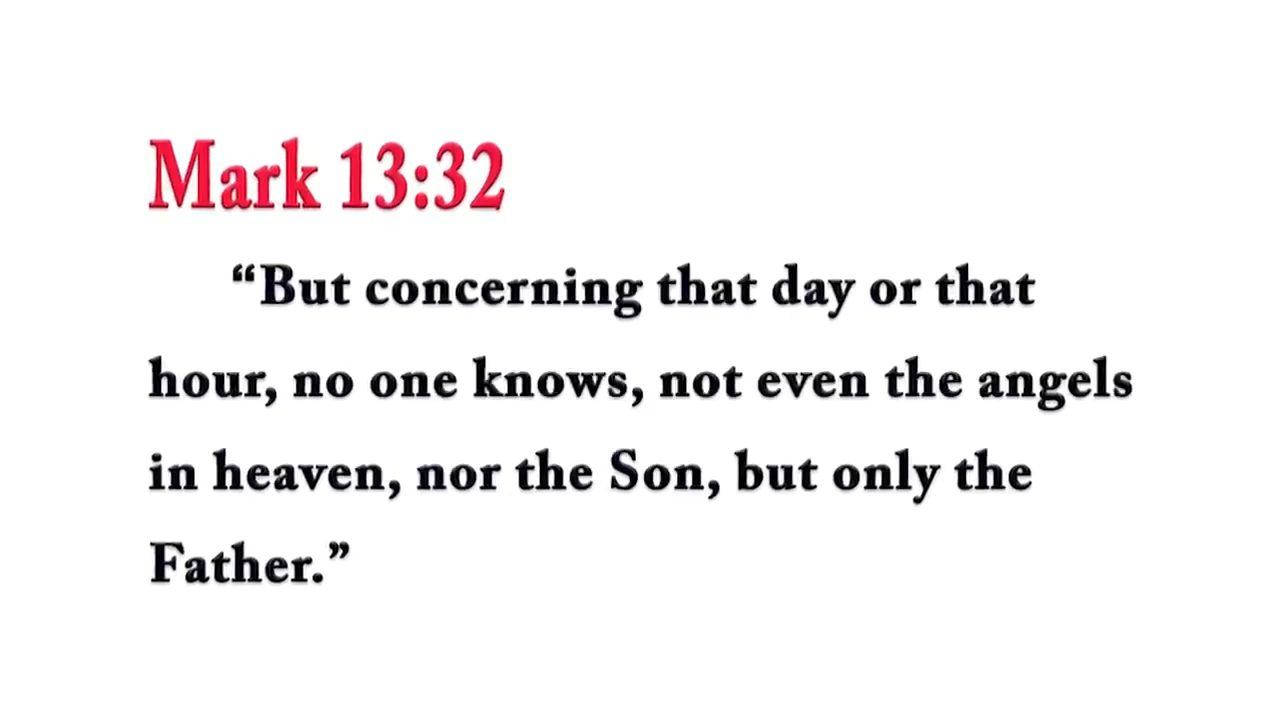 Mark 13:32
“But concerning that day or that
hour, no one knows, not even the angels
in heaven, nor the Son, but only the
Father.”